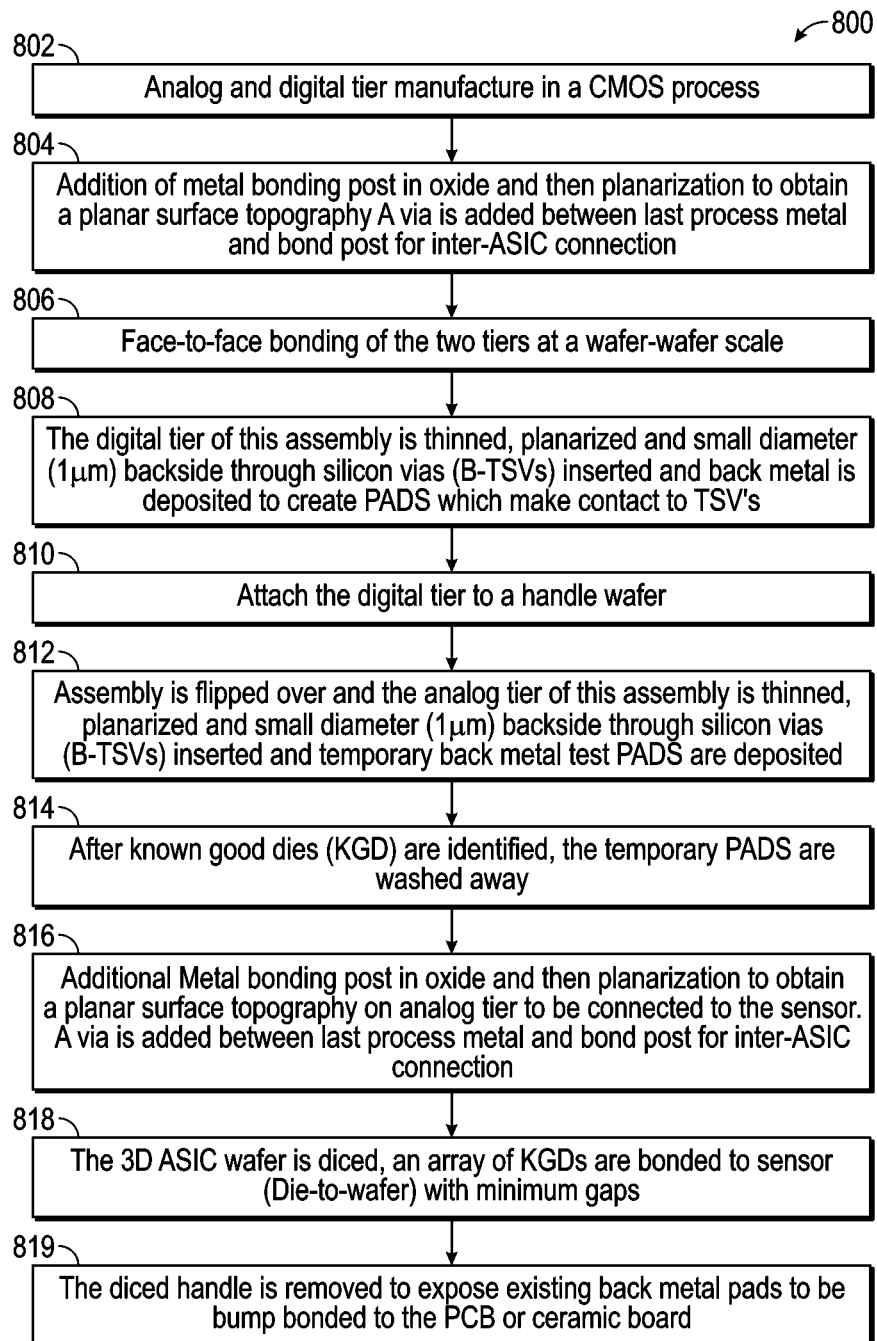 800
802
Analog and digital tier manufacture in a CMOS process
804
Addition of metal bonding post in oxide and then planarization to obtain
a planar surface topography A via is added between last process metal
and bond post for inter-ASIC connection
806
Face-to-face bonding of the two tiers at a wafer-wafer scale
808
The digital tier of this assembly is thinned, planarized and small diameter
(1μm) backside through silicon vias (B-TSVs) inserted and back metal is
deposited to create PADS which make contact to TSV's
810
Attach the digital tier to a handle wafer
812
Assembly is flipped over and the analog tier of this assembly is thinned,
planarized and small diameter (1μm) backside through silicon vias
(B-TSVs) inserted and temporary back metal test PADS are deposited
814
After known good dies (KGD) are identified, the temporary PADS are
washed away
816
Additional Metal bonding post in oxide and then planarization to obtain
a planar surface topography on analog tier to be connected to the sensor.
A via is added between last process metal and bond post for inter-ASIC
connection
818
The 3D ASIC wafer is diced, an array of KGDs are bonded to sensor
(Die-to-wafer) with minimum gaps
819
The diced handle is removed to expose existing back metal pads to be
bump bonded to the PCB or ceramic board